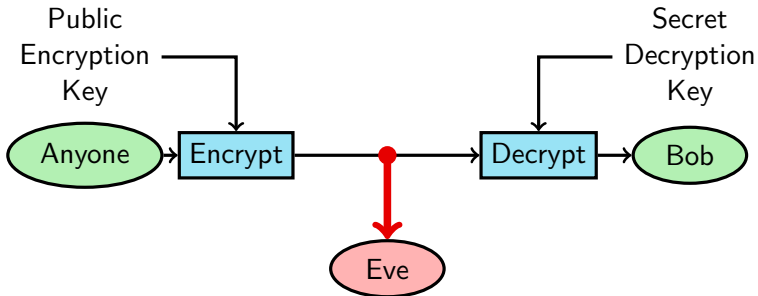 Public
Encryption
Key
Secret
Decryption
Key
Anyone
Encrypt
Decrypt
Bob
Eve